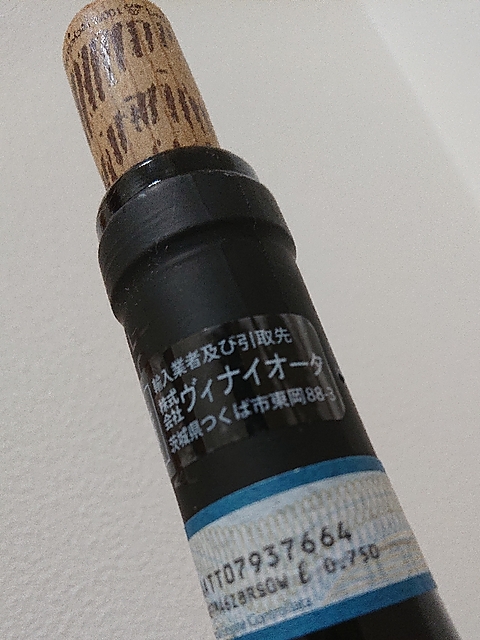 輸入業者及び引取先
株式会社ヴィナイオータ
茨城県つくば市東岡88-3
ATT07937664
0.750